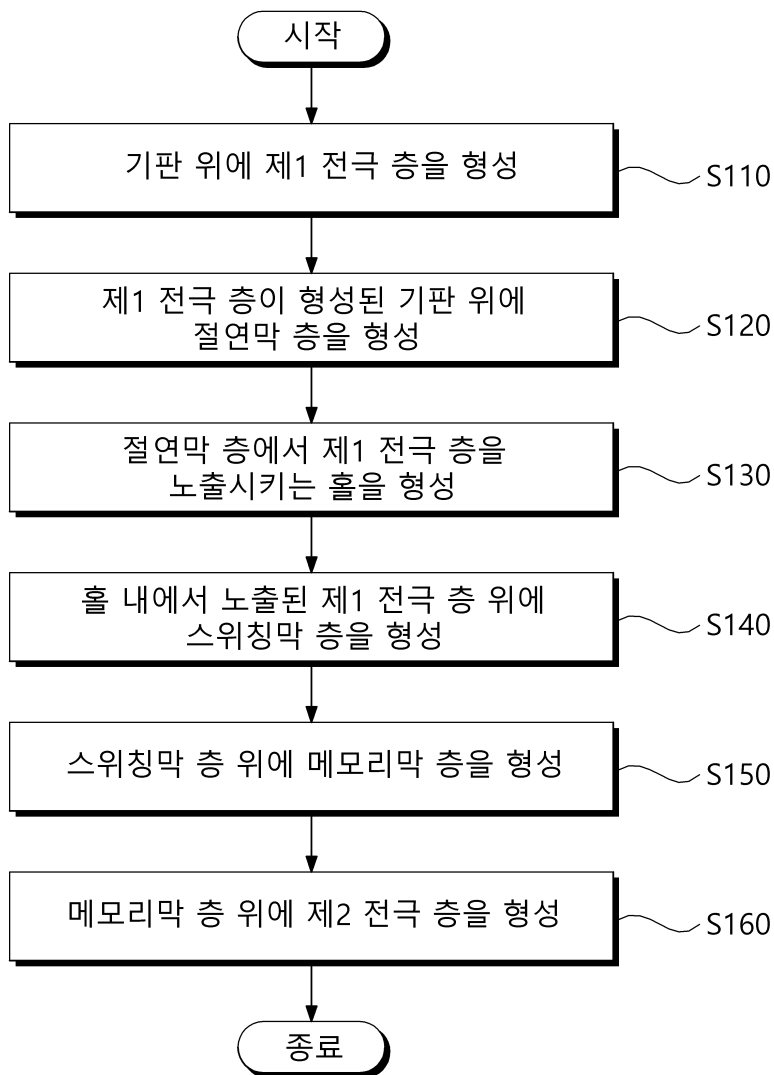 시작
기판 위에 제1 전극 층을 형성
S110
제1 전극 층이 형성된 기판 위에
절연막 층을 형성
S120
절연막 층에서 제1 전극 층을
노출시키는 홀을 형성
S130
홀 내에서 노출된 제1 전극 층 위에
스위칭막 층을 형성
S140
스위칭막 층 위에 메모리막 층을 형성
S150
메모리막 층 위에 제2 전극 층을 형성
S160
종료